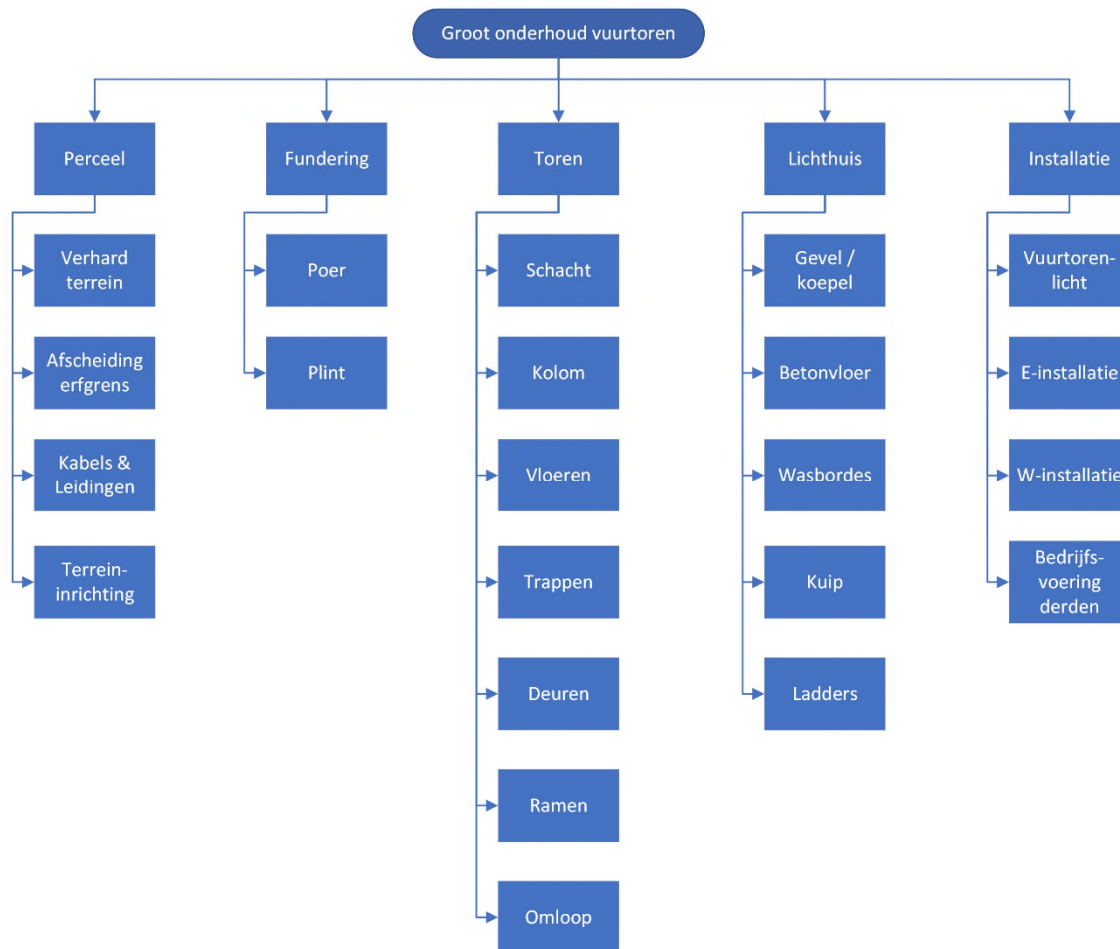 Groot onderhoud vuurtoren
Perceel
Fundering
Toren
Lichthuis
Installatie
Verhard
terrein
Afscheiding
erfgrens
Kabels &
Leidingen
Terrein-
inrichting
Poer
Plint
Schacht
Kolom
Vloeren
Trappen
Deuren
Ramen
Omloop
Gevel /
koepel
Betonvloer
Wasbordes
Kuip
Ladders
Vuurtoren-
licht
E-installatie
W-installatie
Bedrijfs-
voering
derden